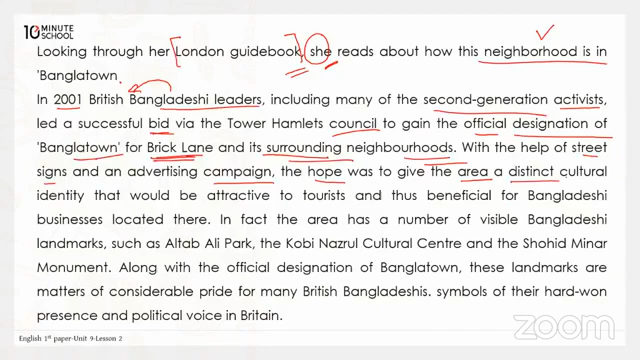 10 MINUTE
SCHOOL
Looking through her London guidebook, she reads about how this neighborhood is in
'Banglatown.
In 2001 British Bangladeshi leaders, including many of the second-generation activists,
led a successful bid via the Tower Hamlets council to gain the official designation of
'Banglatown' for Brick Lane and its surrounding neighbourhoods. With the help of street
signs and an advertising campaign, the hope was to give the area a distinct cultural
identity that would be attractive to tourists and thus beneficial for Bangladeshi
businesses located there. In fact the area has a number of visible Bangladeshi
landmarks, such as Altab Ali Park, the Kobi Nazrul Cultural Centre and the Shohid Minar
Monument. Along with the official designation of Banglatown, these landmarks are
matters of considerable pride for many British Bangladeshis. symbols of their hard-won
presence and political voice in Britain.
English 1st paper-Unit 9-Lesson 2
zoom